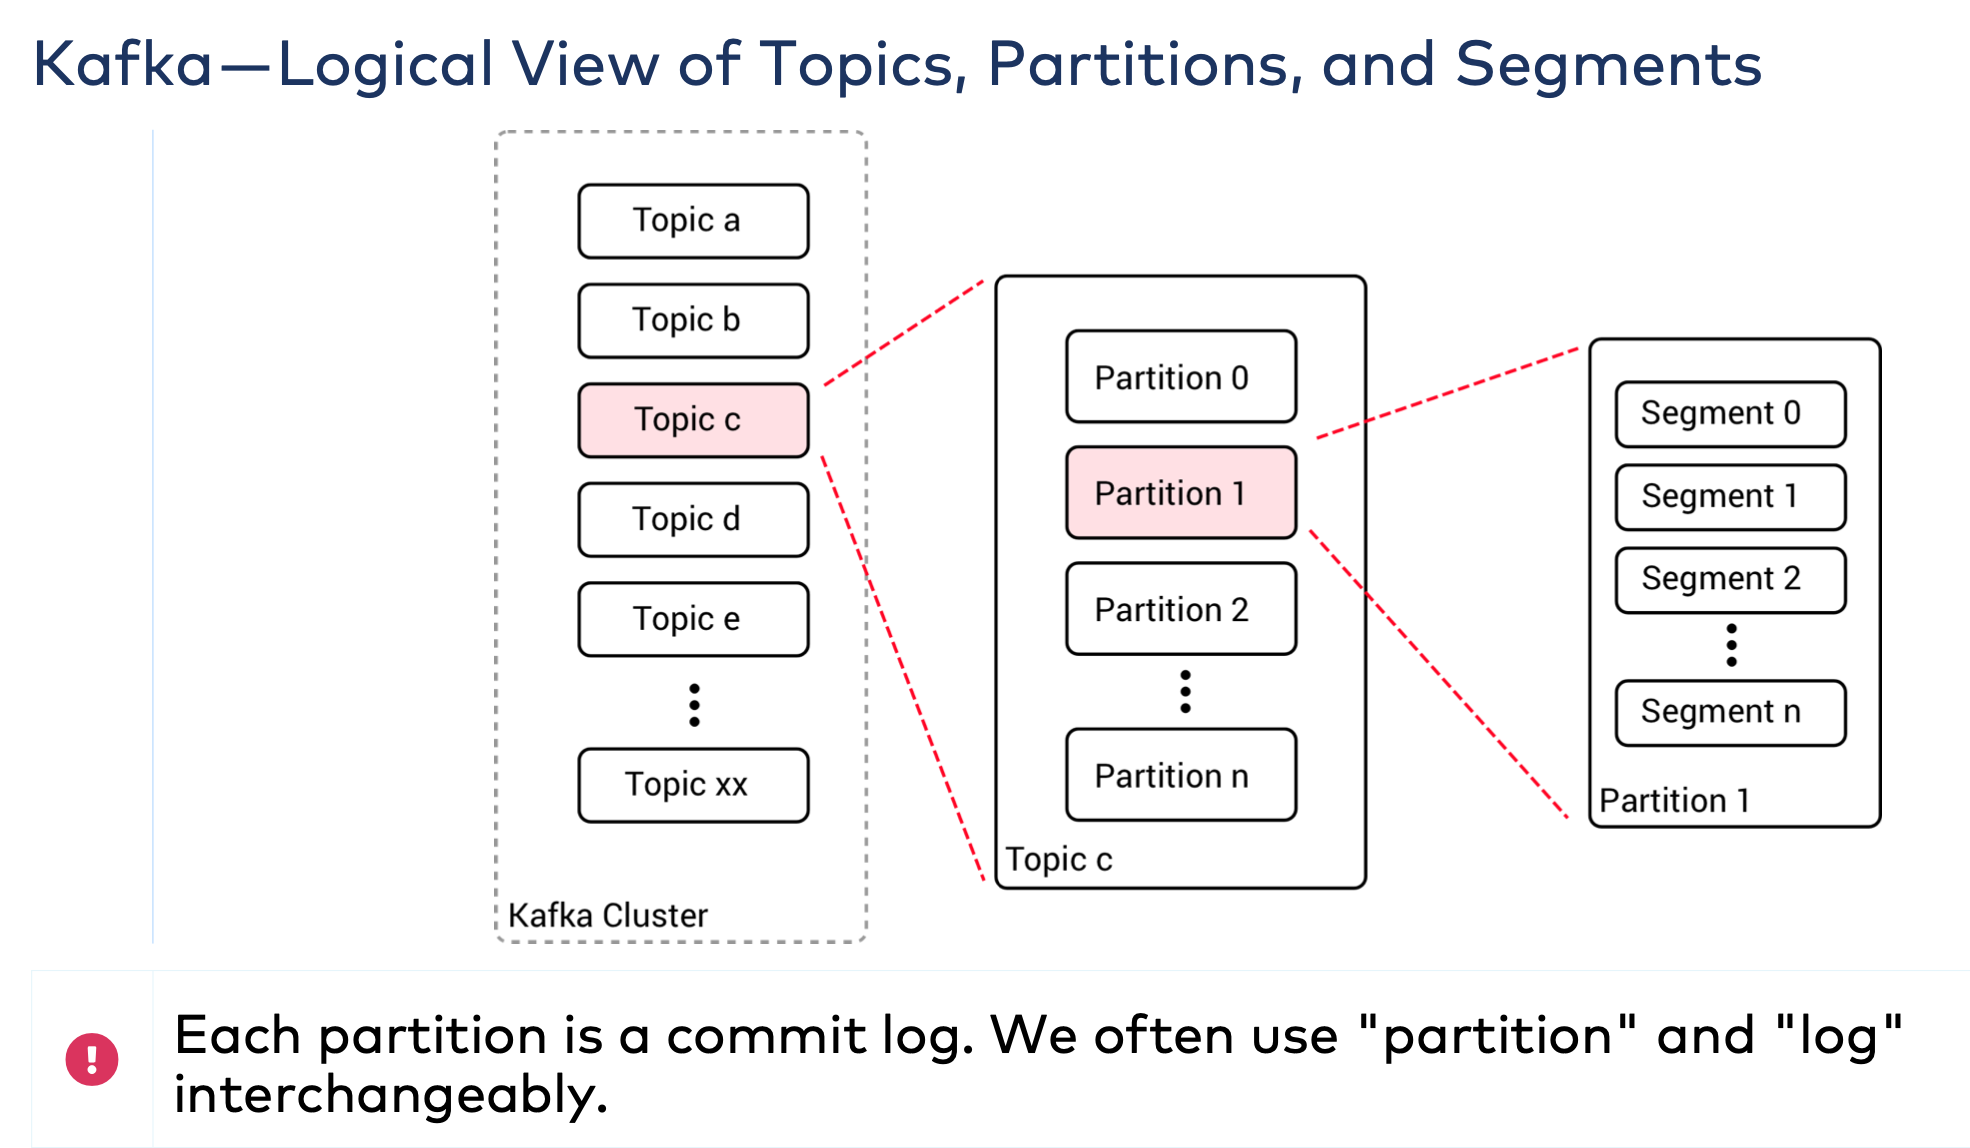 Kafka—Logical View of Topics, Partitions, and Segments
Topic a
Topic b
Topic c
Topic d
Topic e
Topic xx
Kafka Cluster
Partition 0
Partition 1
Partition 2
Partition n
Topic c
Segment 0
Segment 1
Segment 2
Segment n
Partition 1
Each partition is a commit log. We often use "partition" and "log"
interchangeably.